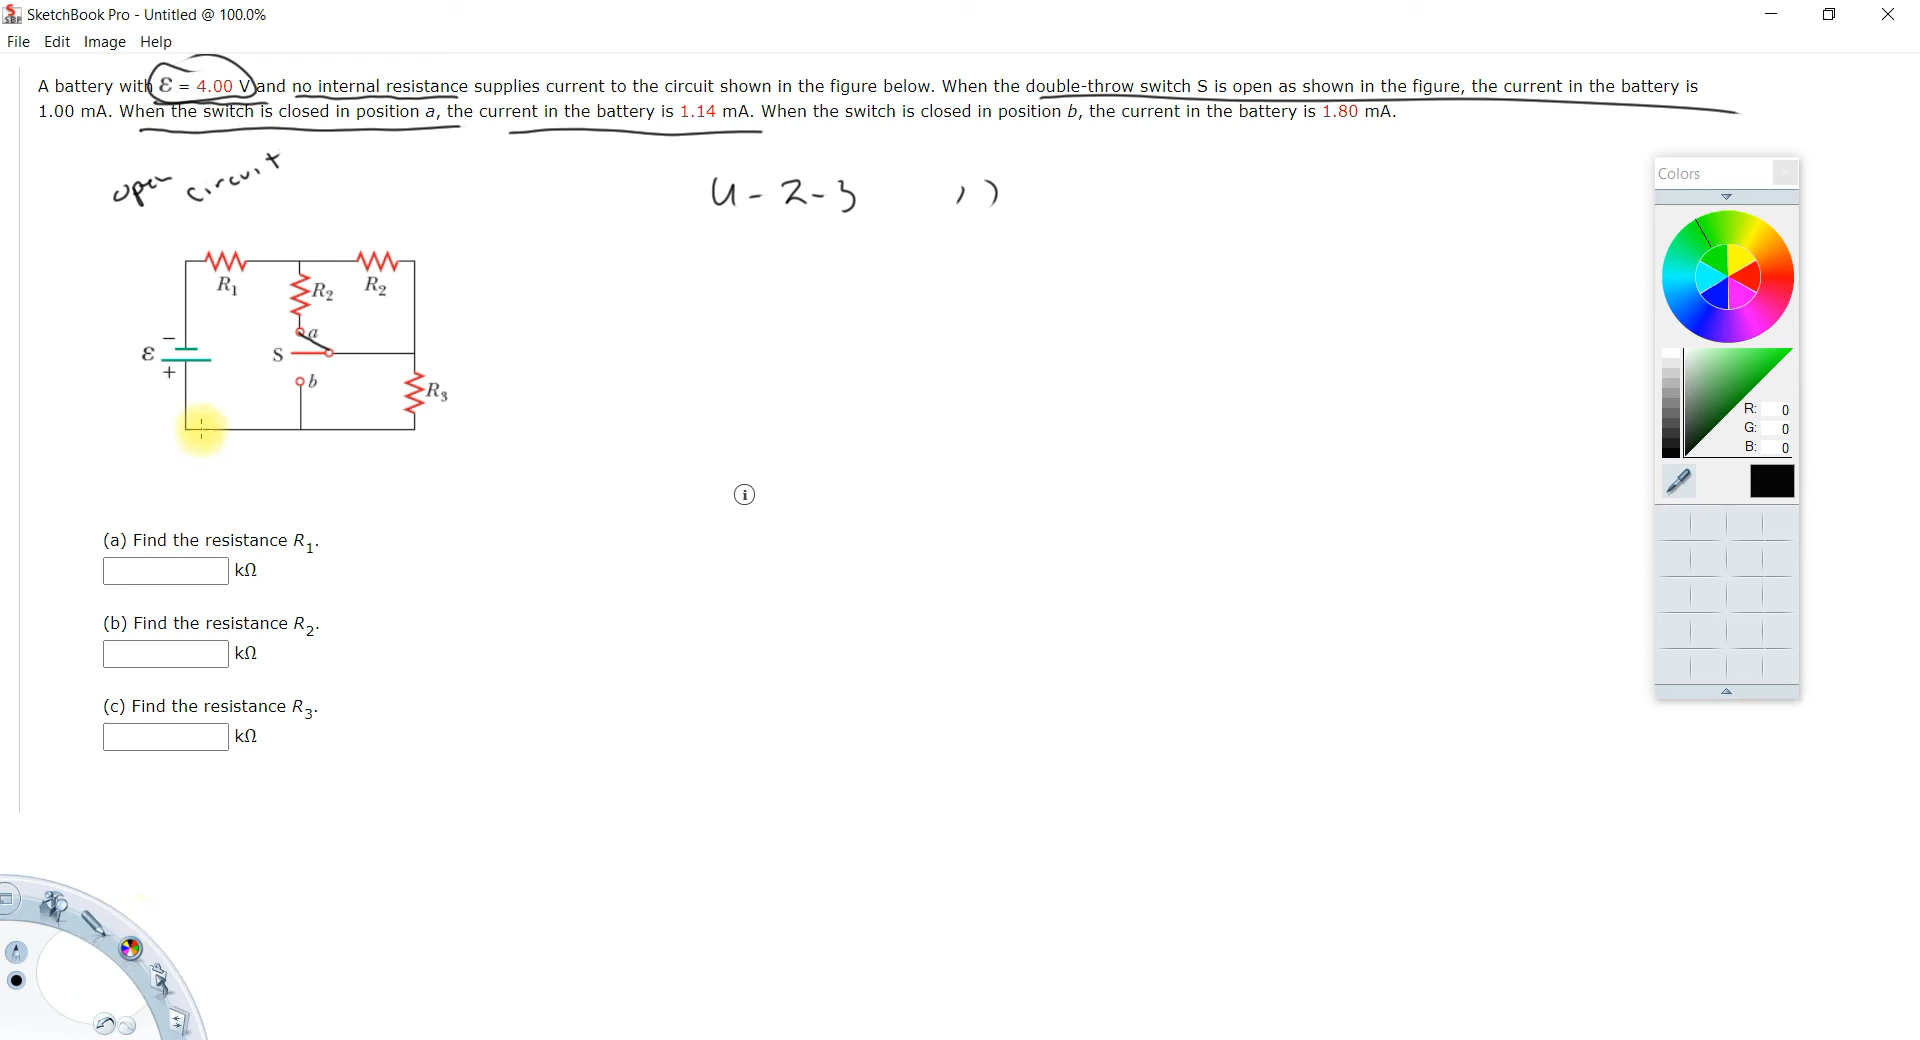 SketchBook Pro - Untitled @ 100.0%
File Edit Image Help
A battery with ℰ = 4.00 V and no internal resistance supplies current to the circuit shown in the figure below. When the double-throw switch S is open as shown in the figure, the current in the battery is
1.00 mA. When the switch is closed in position a, the current in the battery is 1.14 mA. When the switch is closed in position b, the current in the battery is 1.80 mA.
open circuit
4 - 2 - 3 , )
Colors
R₁
R₂
R₂
a
ℰ
−
+
S
b
R₃
R: 0
G: 0
B: 0
i
(a) Find the resistance R₁.
kΩ
(b) Find the resistance R₂.
kΩ
(c) Find the resistance R₃.
kΩ